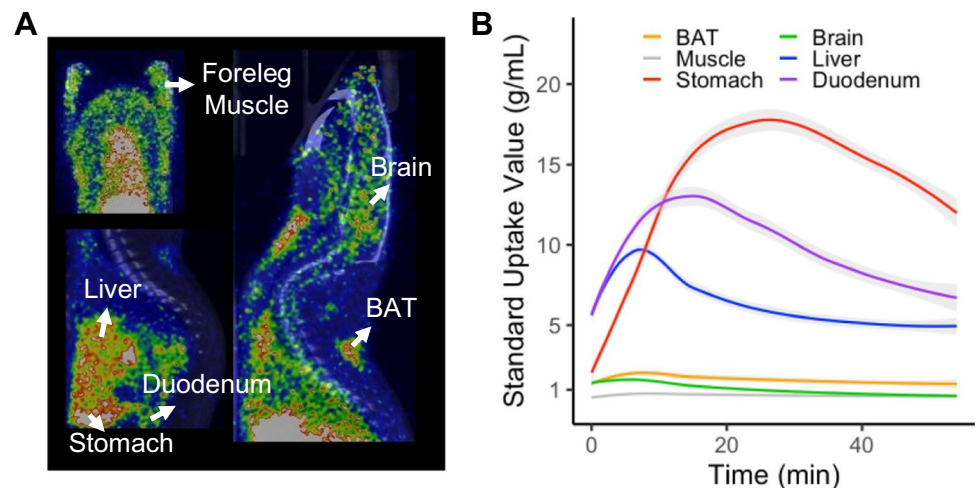 A
Foreleg
Muscle
Brain
Liver
BAT
Duodenum
Stomach
B
BAT
Muscle
Stomach
Brain
Liver
Duodenum
Standard Uptake Value (g/mL)
20
15
10
5
1
0
20
40
Time (min)